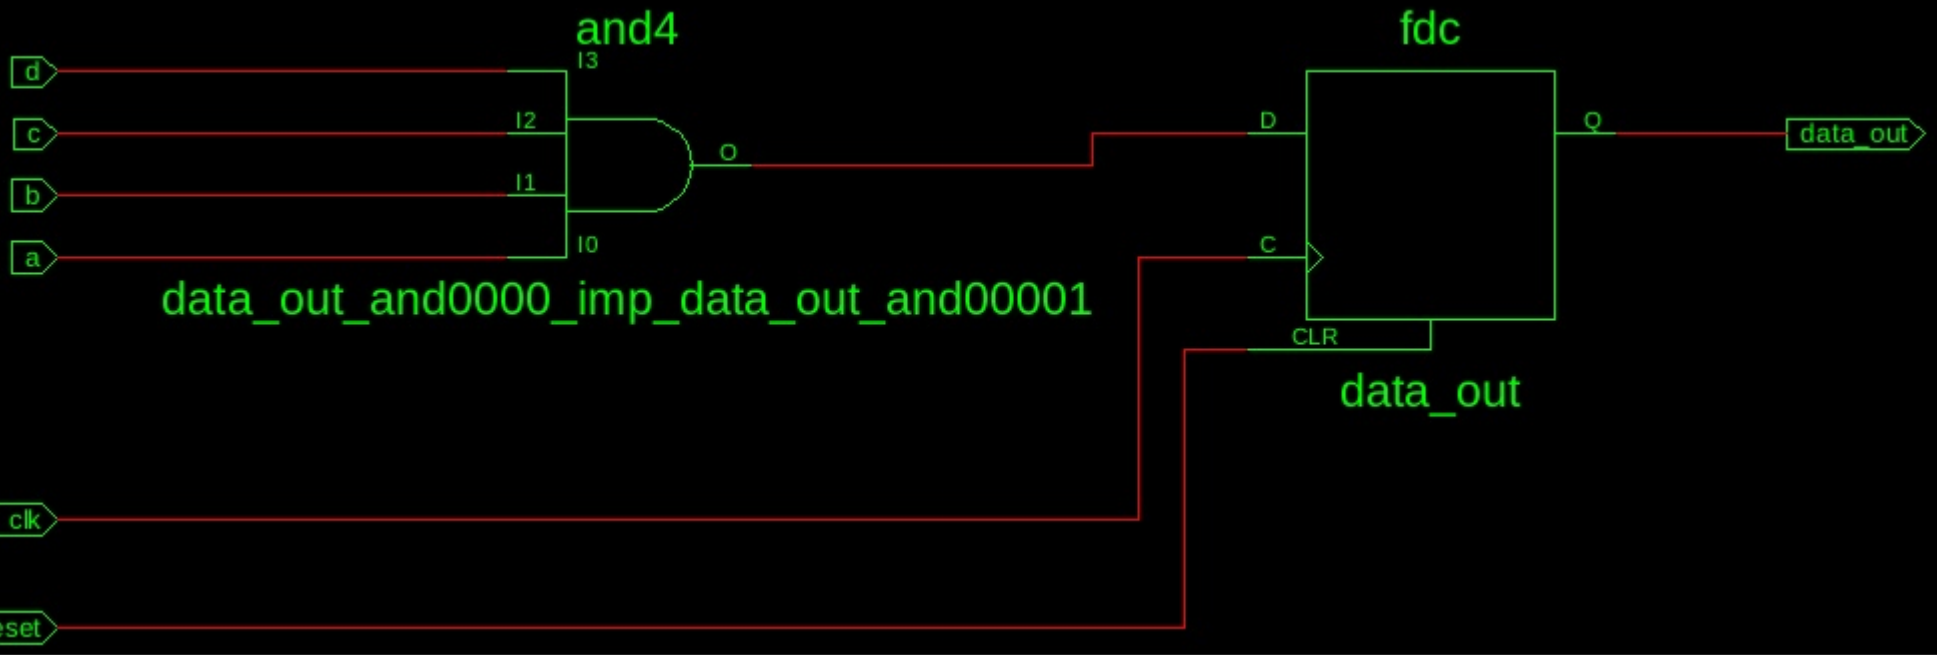 and4
fdc
d
I3
c
I2
O
D
Q
data_out
b
I1
a
I0
C
data_out_and0000_imp_data_out_and00001
CLR
data_out
clk
eset